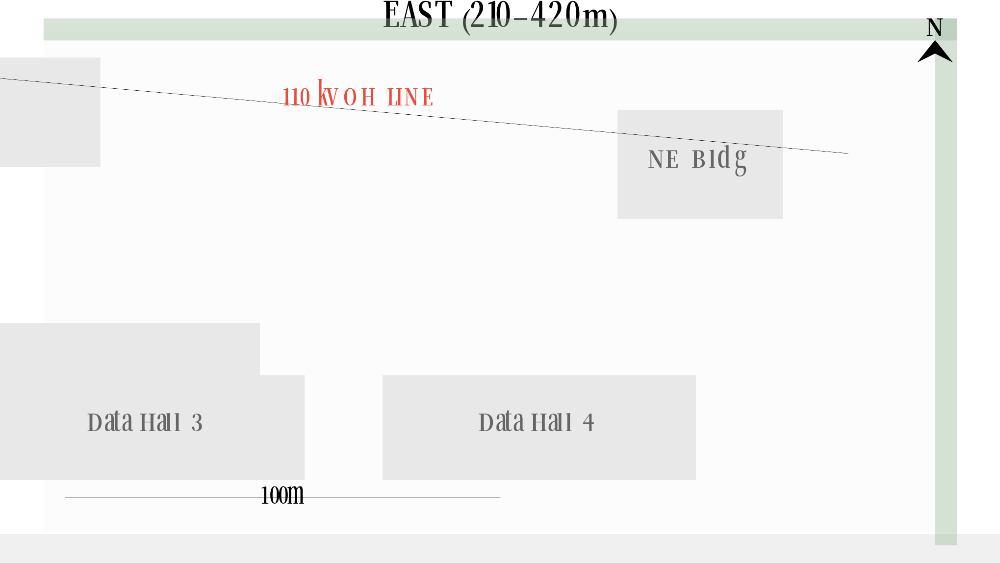 EAST (210–420m)
N
110 kV OH LINE
NE Bldg
Data Hall 3
Data Hall 4
100m